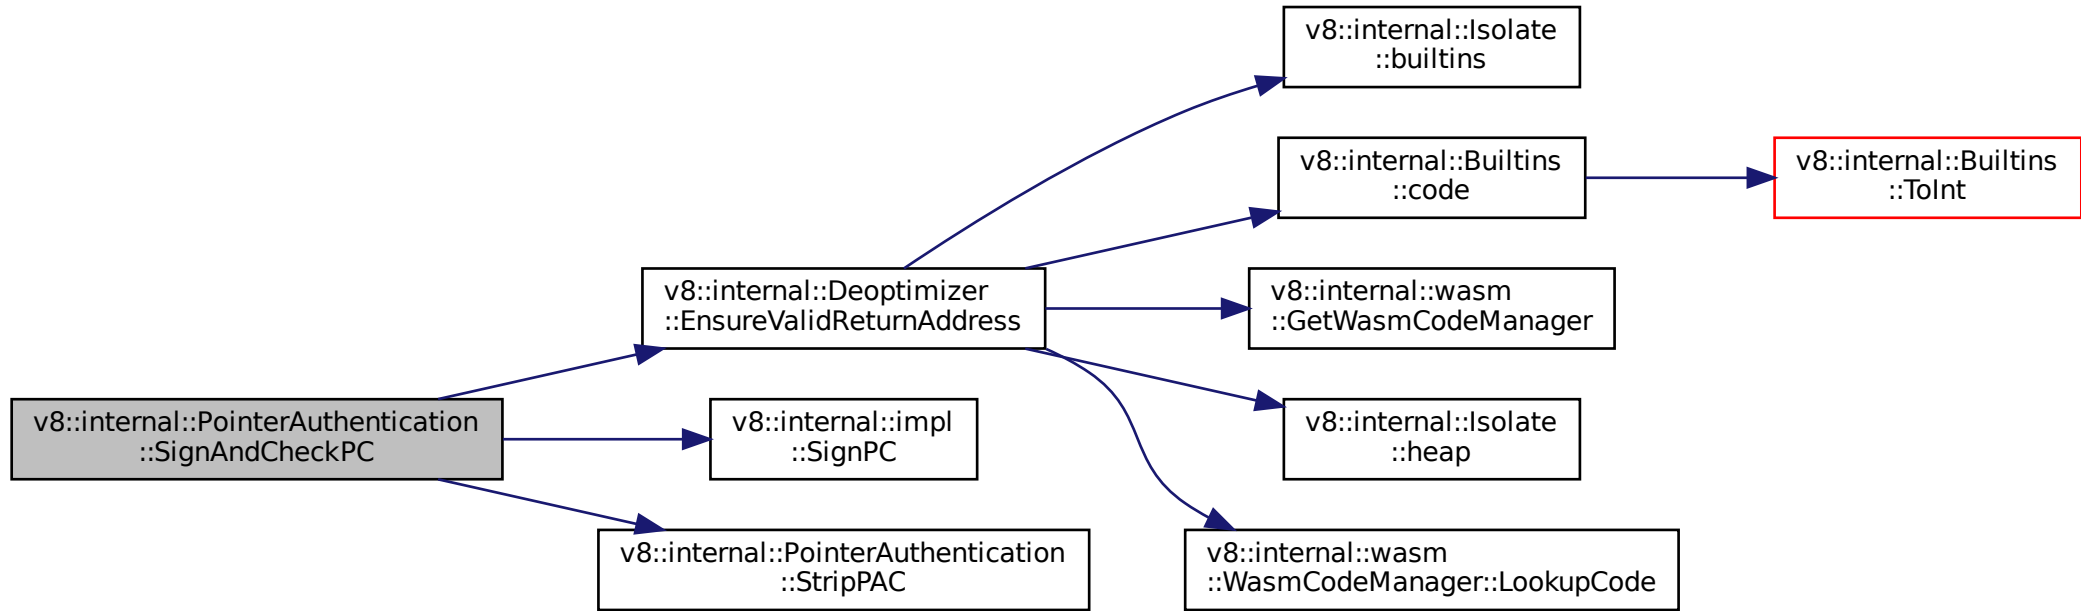 v8::internal::Isolate
::builtins
v8::internal::Builtins
::code
v8::internal::Builtins
::ToInt
v8::internal::Deoptimizer
::EnsureValidReturnAddress
v8::internal::wasm
::GetWasmCodeManager
v8::internal::PointerAuthentication
::SignAndCheckPC
v8::internal::impl
::SignPC
v8::internal::Isolate
::heap
v8::internal::PointerAuthentication
::StripPAC
v8::internal::wasm
::WasmCodeManager::LookupCode